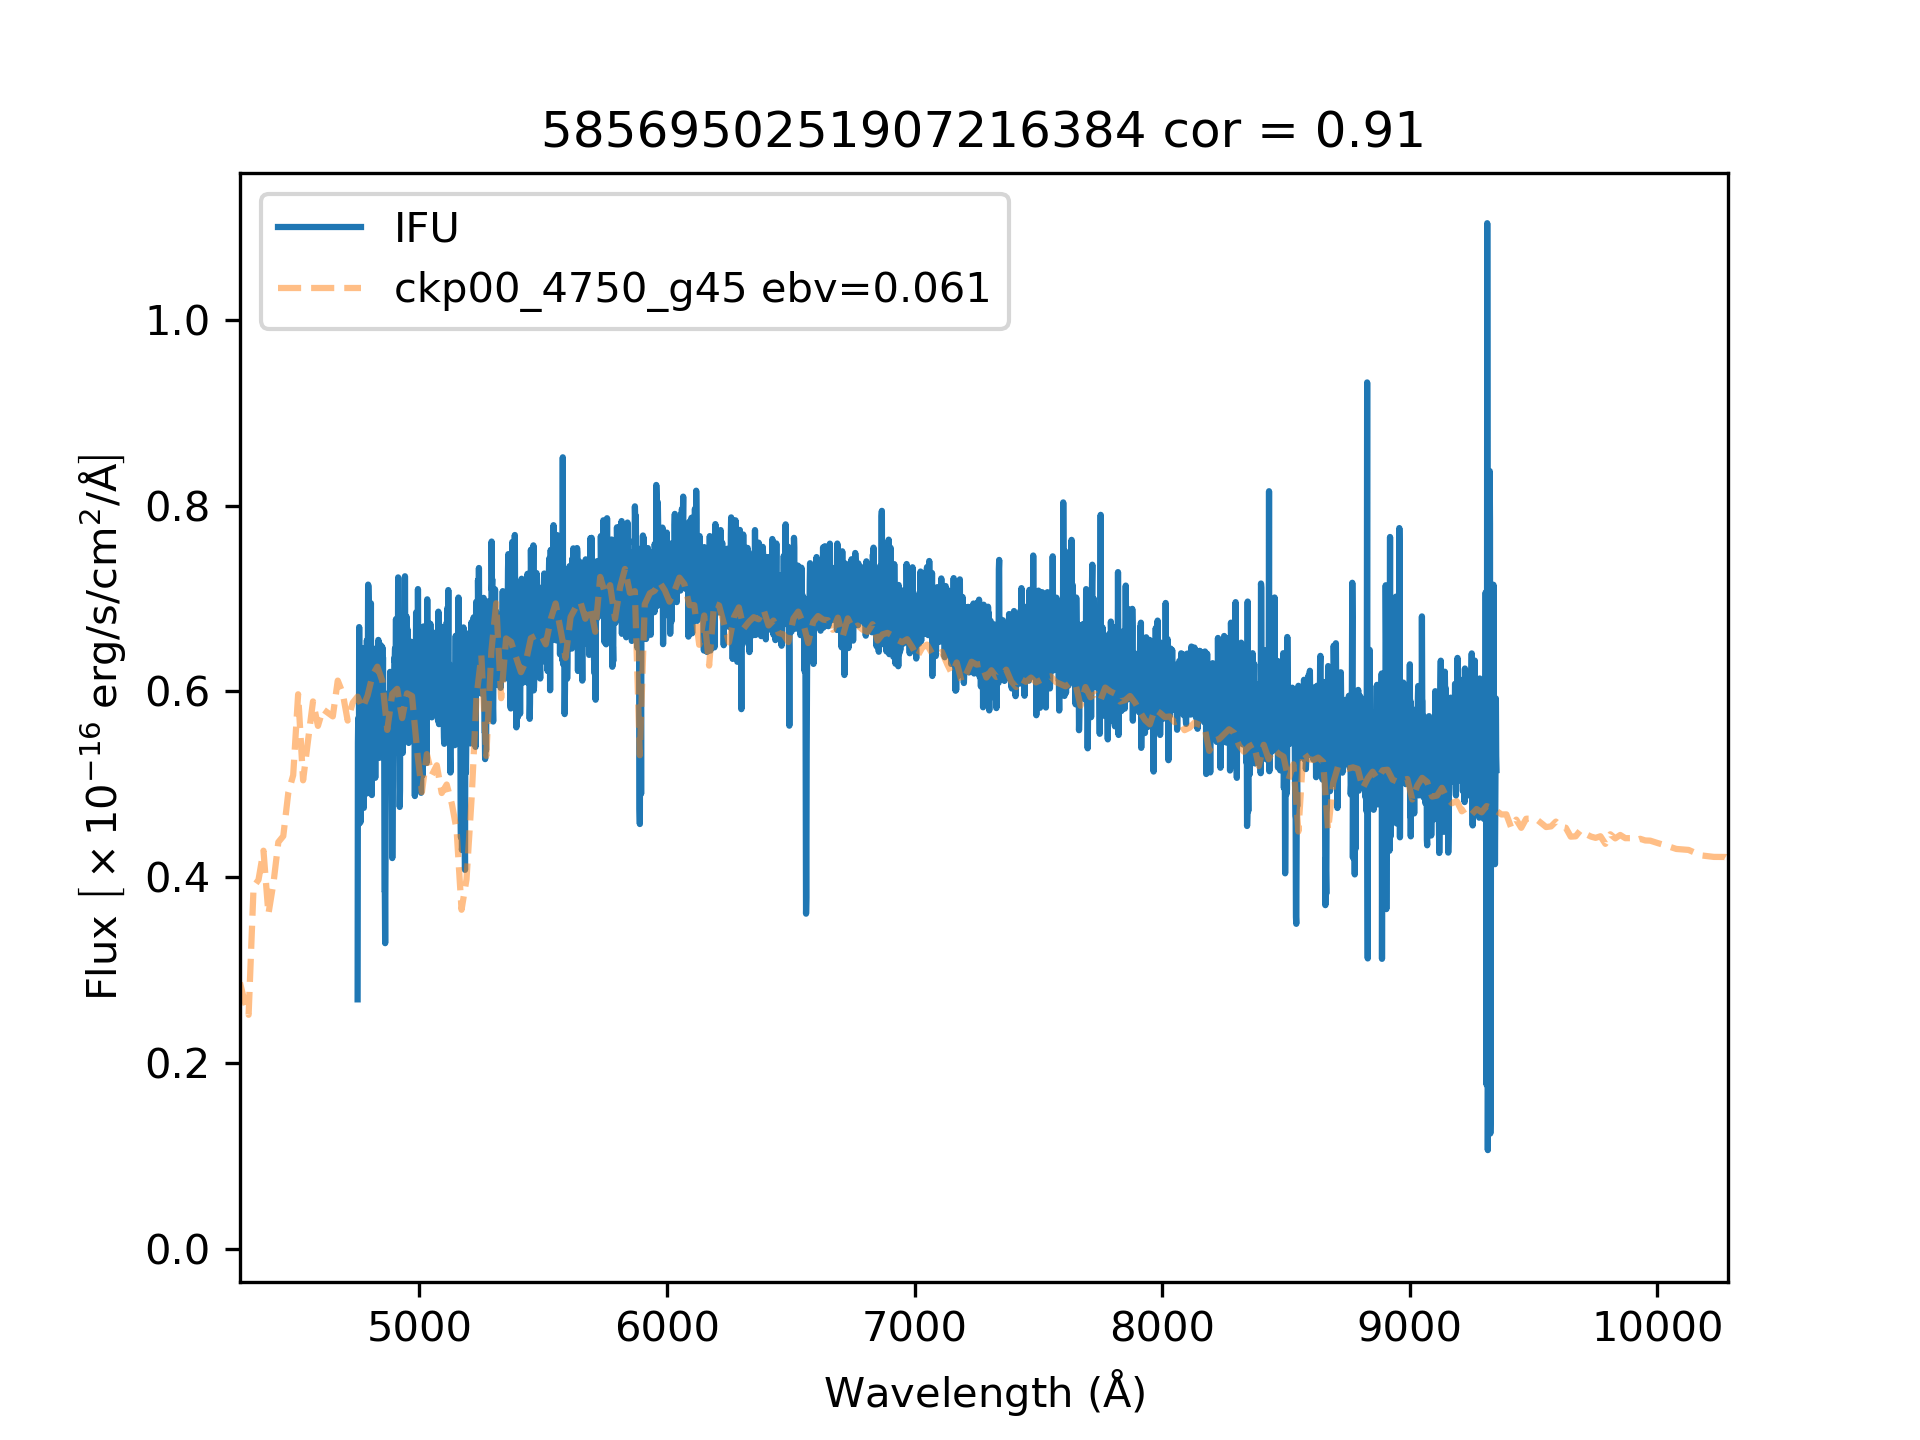 5856950251907216384 cor = 0.91
IFU
ckp00_4750_g45 ebv=0.061
1.0
0.8
0.6
0.4
0.2
0.0
Flux [× 10⁻¹⁶ erg/s/cm²/Å]
5000 6000 7000 8000 9000 10000
Wavelength (Å)